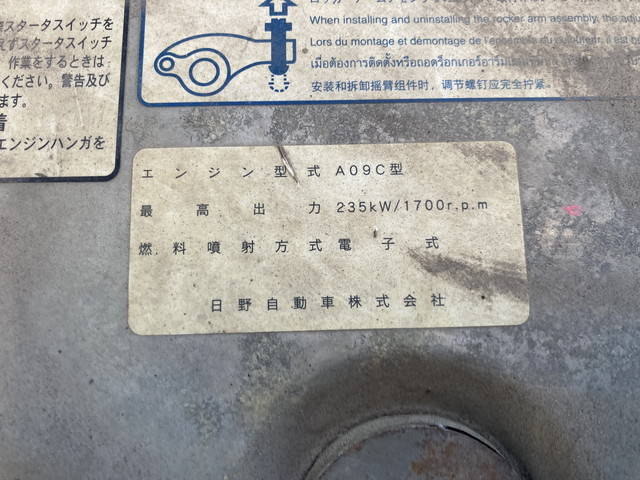 スタータスイッチを
ずスタータスイッチ
作業をするときは
ください。警告及び
ます。
着
エンジンハンガを
When installing and uninstalling the rocker arm assembly, the
Lors du montage et démontage de
安装和拆卸摇臂组件时，调节螺钉应完全拧紧。
エンジン型式 A09C型
最高出力 235kW/1700r.p.m
燃料噴射方式電子式
日野自動車株式会社